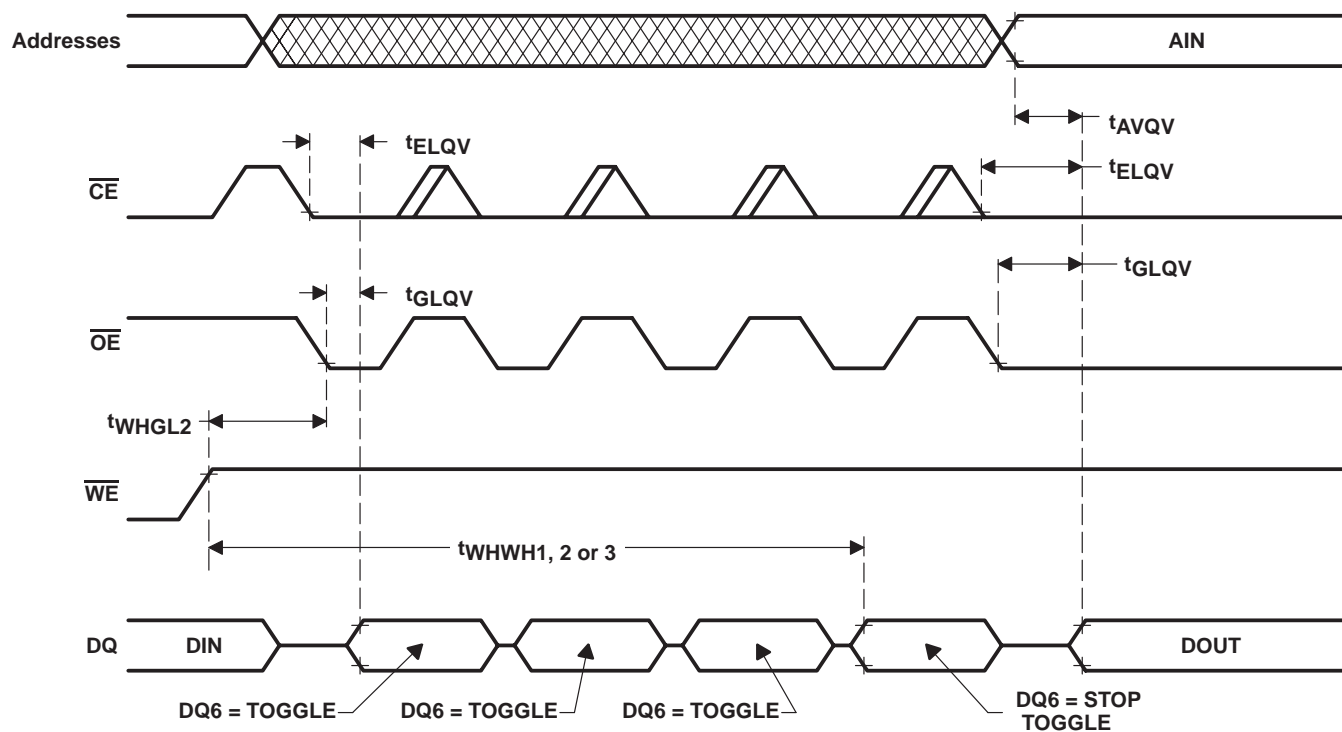 Addresses
AIN
tAVQV
tELQV
tELQV
CE
tGLQV
tGLQV
OE
tWHGL2
WE
tWHWH1, 2 or 3
DQ
DIN
DOUT
DQ6 = TOGGLE
DQ6 = TOGGLE
DQ6 = TOGGLE
DQ6 = STOP
TOGGLE